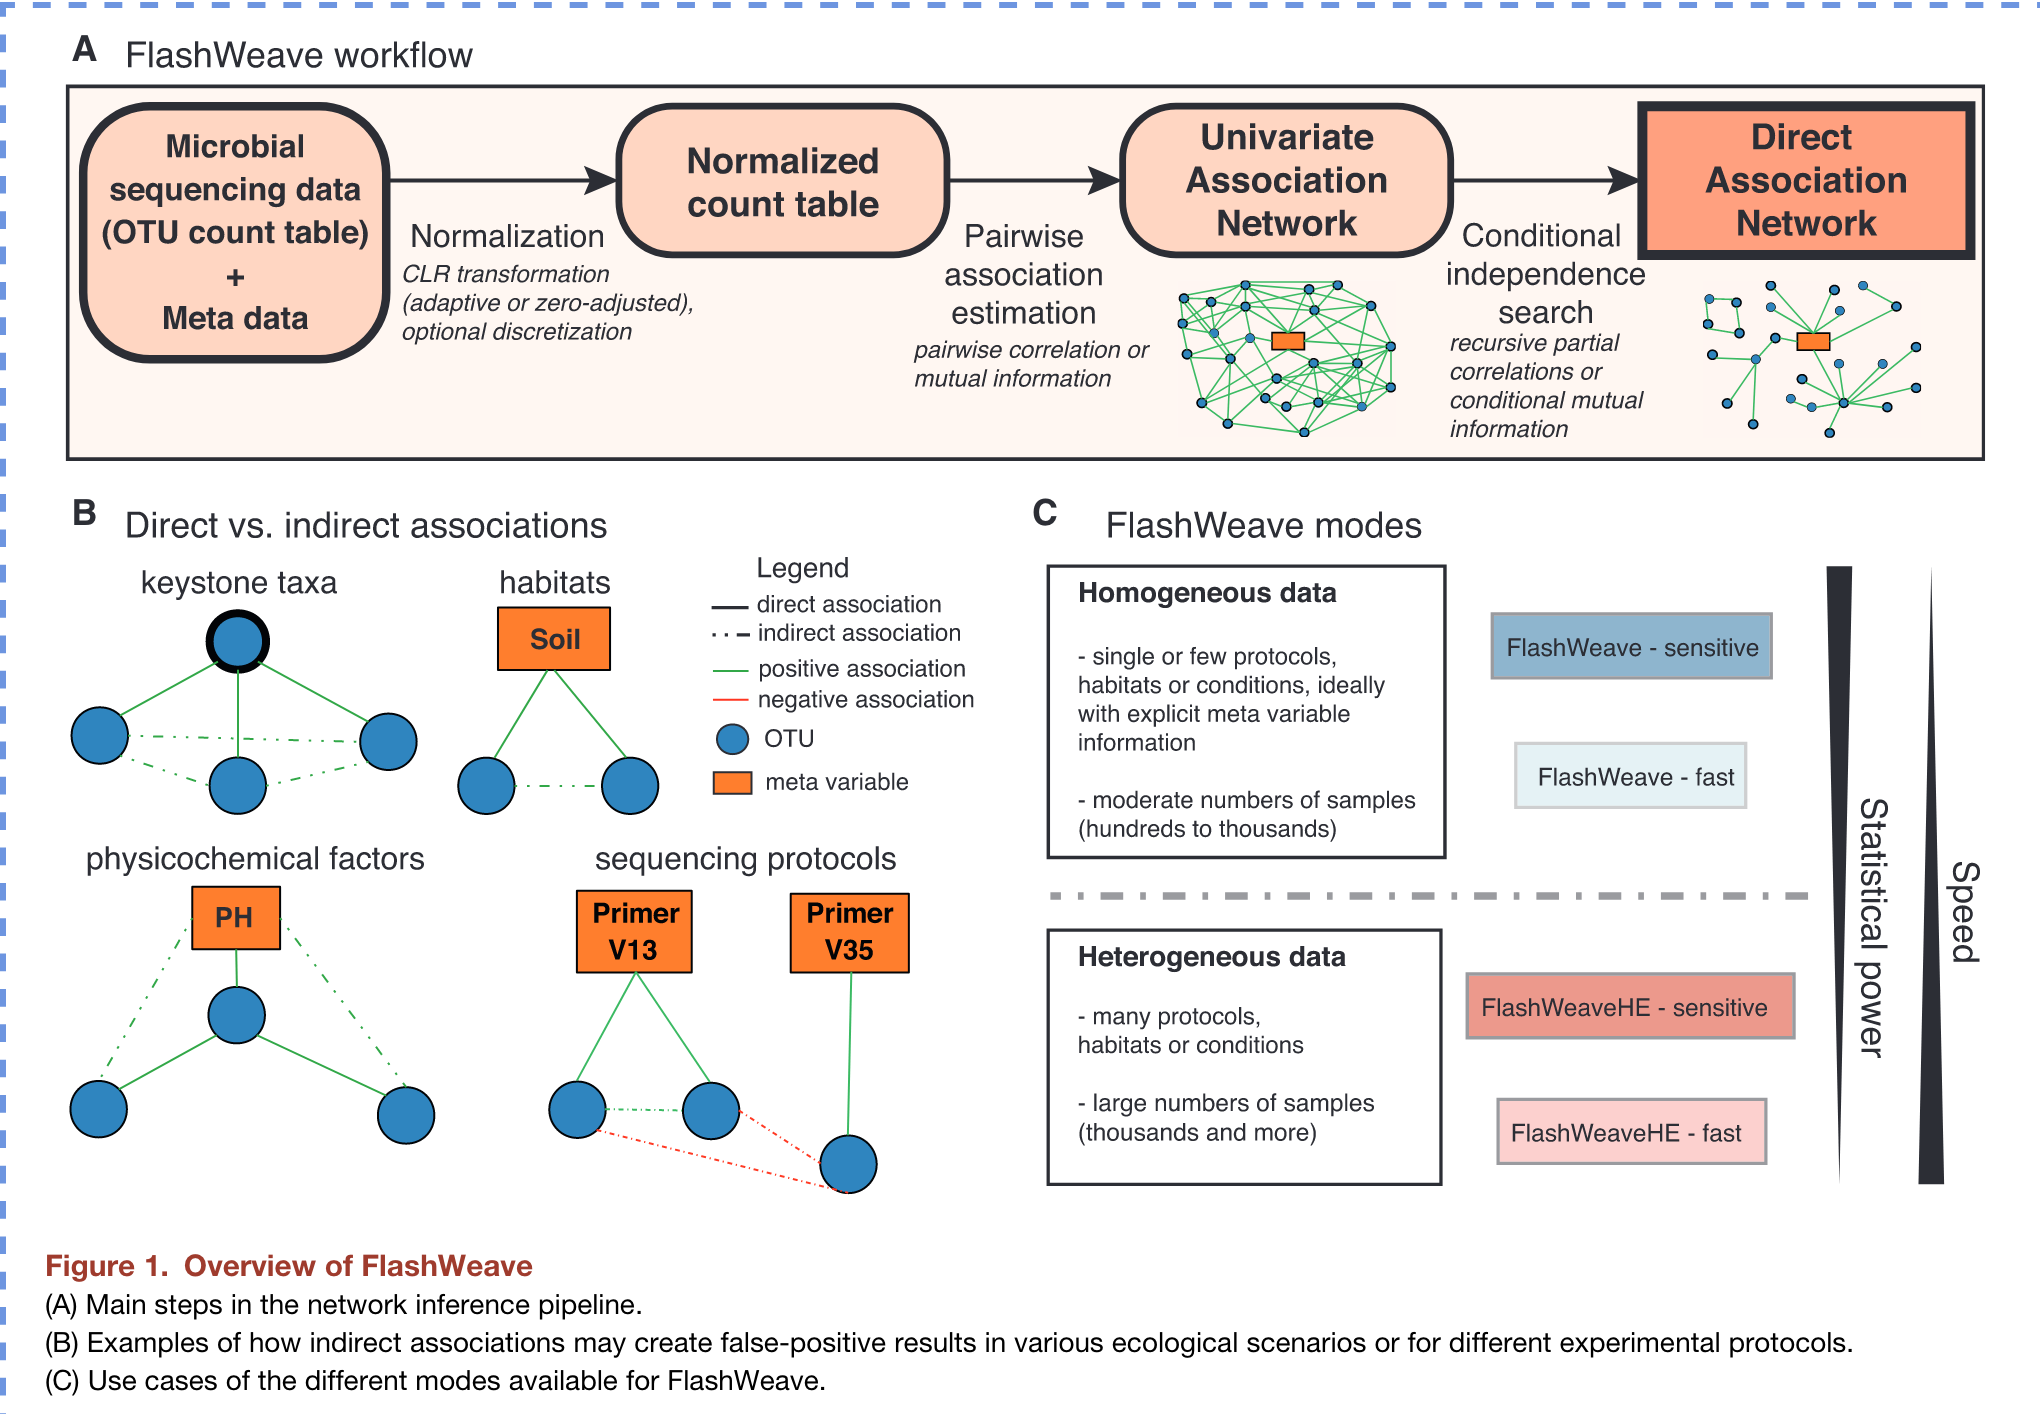 A FlashWeave workflow
Microbial
sequencing data
(OTU count table)
+
Meta data
Normalization
CLR transformation
(adaptive or zero-adjusted),
optional discretization
Normalized
count table
Pairwise
association
estimation
pairwise correlation or
mutual information
Univariate
Association
Network
Conditional
independence
search
recursive partial
correlations or
conditional mutual
information
Direct
Association
Network
B Direct vs. indirect associations
keystone taxa
habitats
Soil
Legend
direct association
indirect association
positive association
negative association
OTU
meta variable
physicochemical factors
PH
sequencing protocols
Primer
V13
Primer
V35
C FlashWeave modes
Homogeneous data
- single or few protocols,
habitats or conditions, ideally
with explicit meta variable
information
- moderate numbers of samples
(hundreds to thousands)
FlashWeave - sensitive
FlashWeave - fast
Heterogeneous data
- many protocols,
habitats or conditions
- large numbers of samples
(thousands and more)
FlashWeaveHE - sensitive
FlashWeaveHE - fast
Statistical power
Speed
Figure 1. Overview of FlashWeave
(A) Main steps in the network inference pipeline.
(B) Examples of how indirect associations may create false-positive results in various ecological scenarios or for different experimental protocols.
(C) Use cases of the different modes available for FlashWeave.